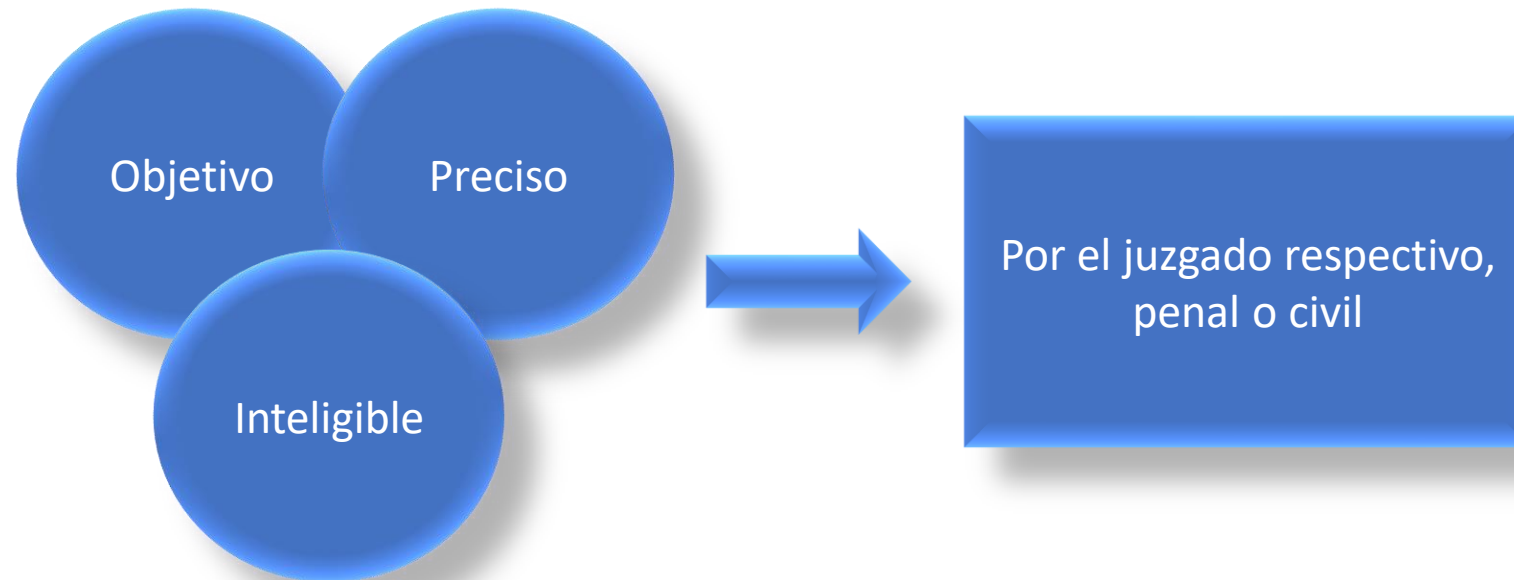 Objetivo
Preciso
Inteligible
Por el juzgado respectivo,
penal o civil